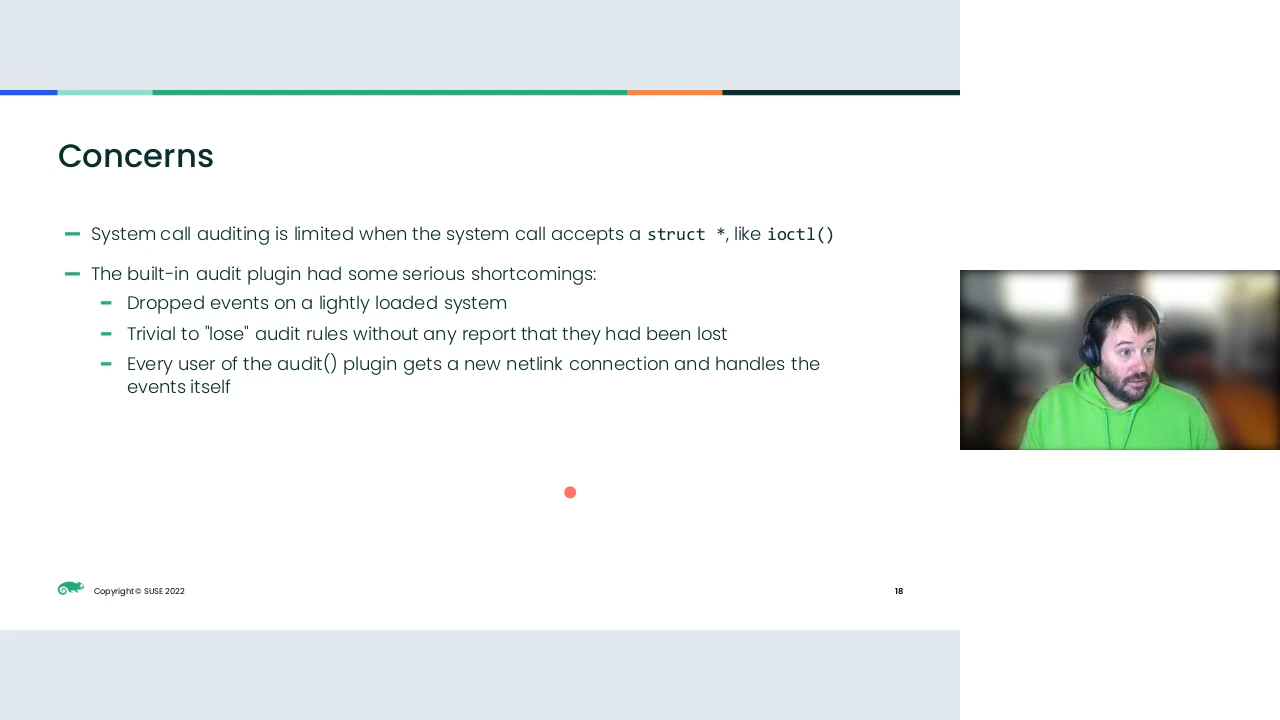 Concerns
System call auditing is limited when the system call accepts a struct *, like ioctl()
The built-in audit plugin had some serious shortcomings:
Dropped events on a lightly loaded system
Trivial to "lose" audit rules without any report that they had been lost
Every user of the audit() plugin gets a new netlink connection and handles the
events itself
Copyright © SUSE 2022
18